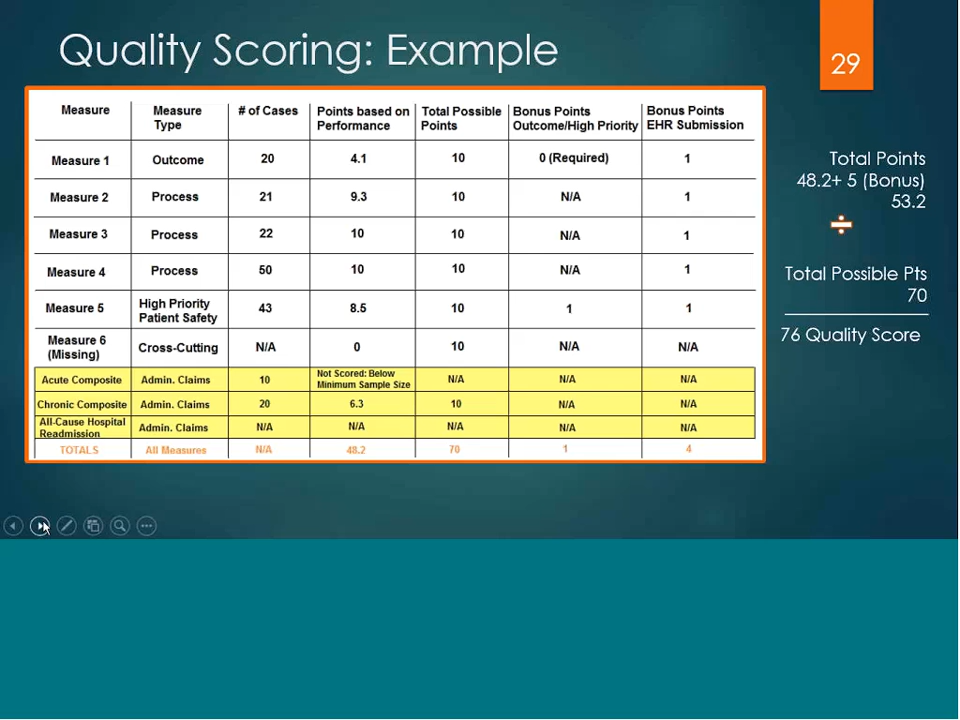 Quality Scoring: Example
29
Measure Measure Type # of Cases Points based on Performance Total Possible Points Bonus Points Outcome/High Priority Bonus Points EHR Submission
Measure 1 Outcome 20 4.1 10 0 (Required) 1
Measure 2 Process 21 9.3 10 N/A 1
Measure 3 Process 22 10 10 N/A 1
Measure 4 Process 50 10 10 N/A 1
Measure 5 High Priority Patient Safety 43 8.5 10 1 1
Measure 6 (Missing) Cross-Cutting N/A 0 10 N/A N/A
Acute Composite Admin. Claims 10 Not Scored: Below Minimum Sample Size N/A N/A N/A
Chronic Composite Admin. Claims 20 6.3 10 N/A N/A
All-Cause Hospital Readmission Admin. Claims N/A N/A N/A N/A N/A
TOTALS All Measures N/A 48.2 70 1 4
Total Points
48.2+ 5 (Bonus)
53.2
÷
Total Possible Pts
70
76 Quality Score